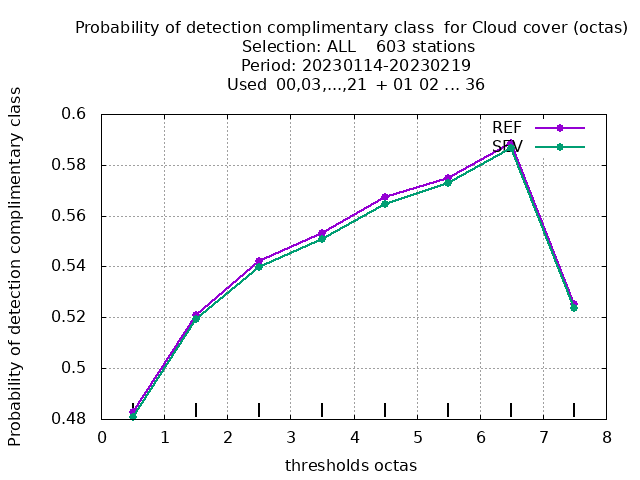 Probability of detection complimentary class  for Cloud cover (octas)
Selection: ALL    603 stations
Period: 20230114-20230219
Used  00,03,...,21  + 01 02 ... 36
Probability of detection complimentary class
0.6
0.58
0.56
0.54
0.52
0.5
0.48
REF
SEV
0 1 2 3 4 5 6 7 8
thresholds octas